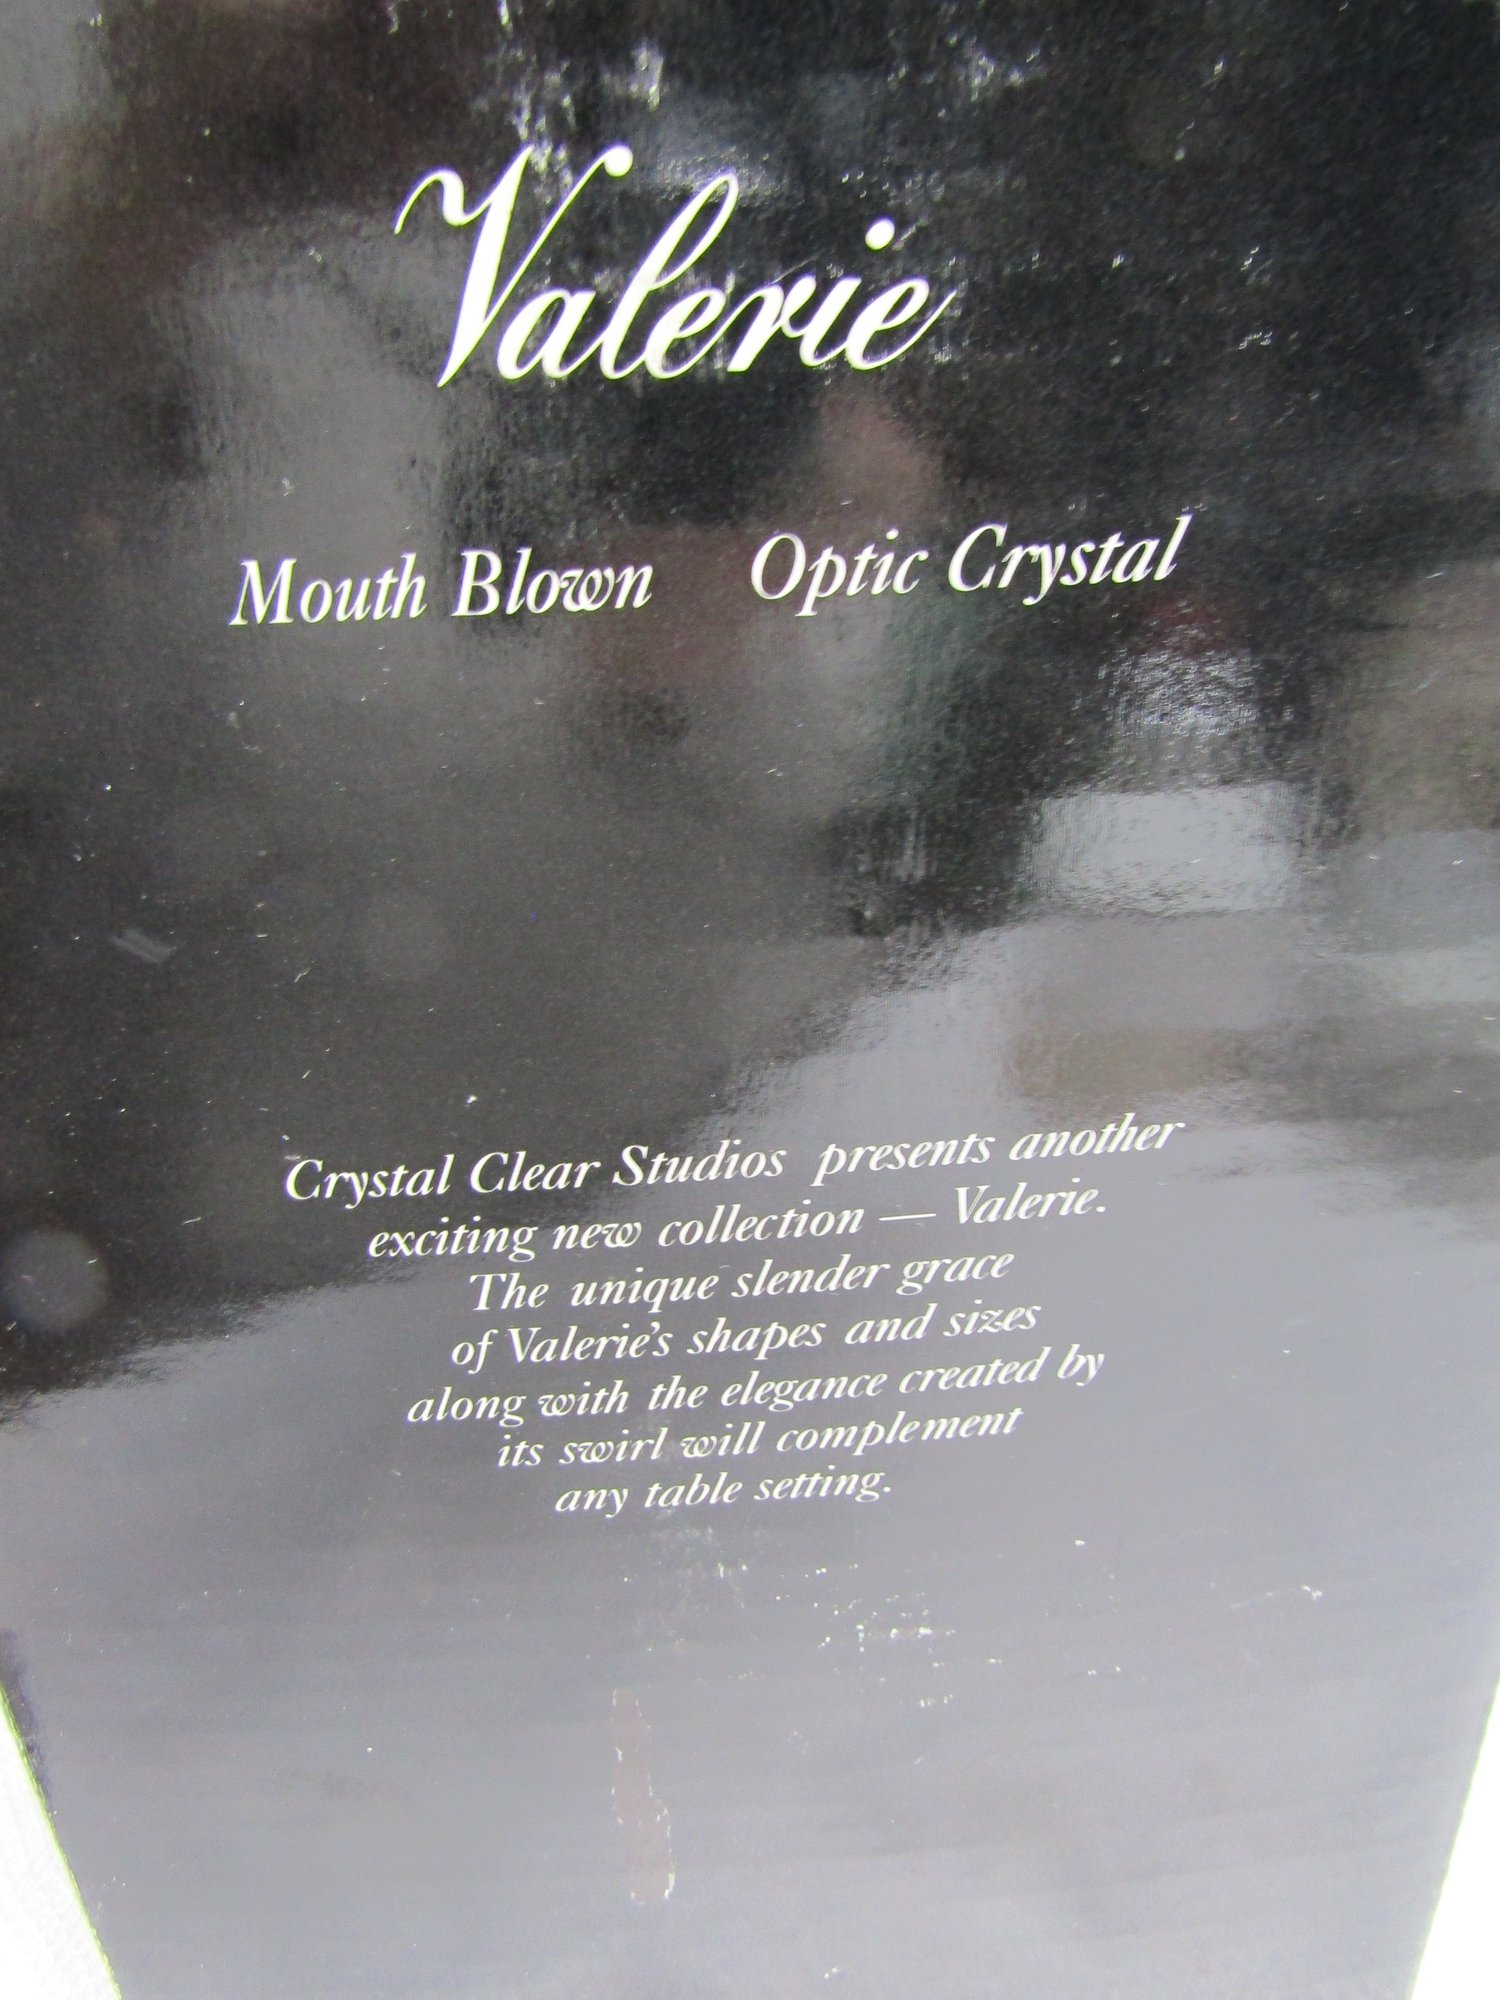 Valerie
Mouth Blown Optic Crystal
Crystal Clear Studios presents another
exciting new collection — Valerie.
The unique slender grace
of Valerie's shapes and sizes
along with the elegance created by
its swirl will complement
any table setting.